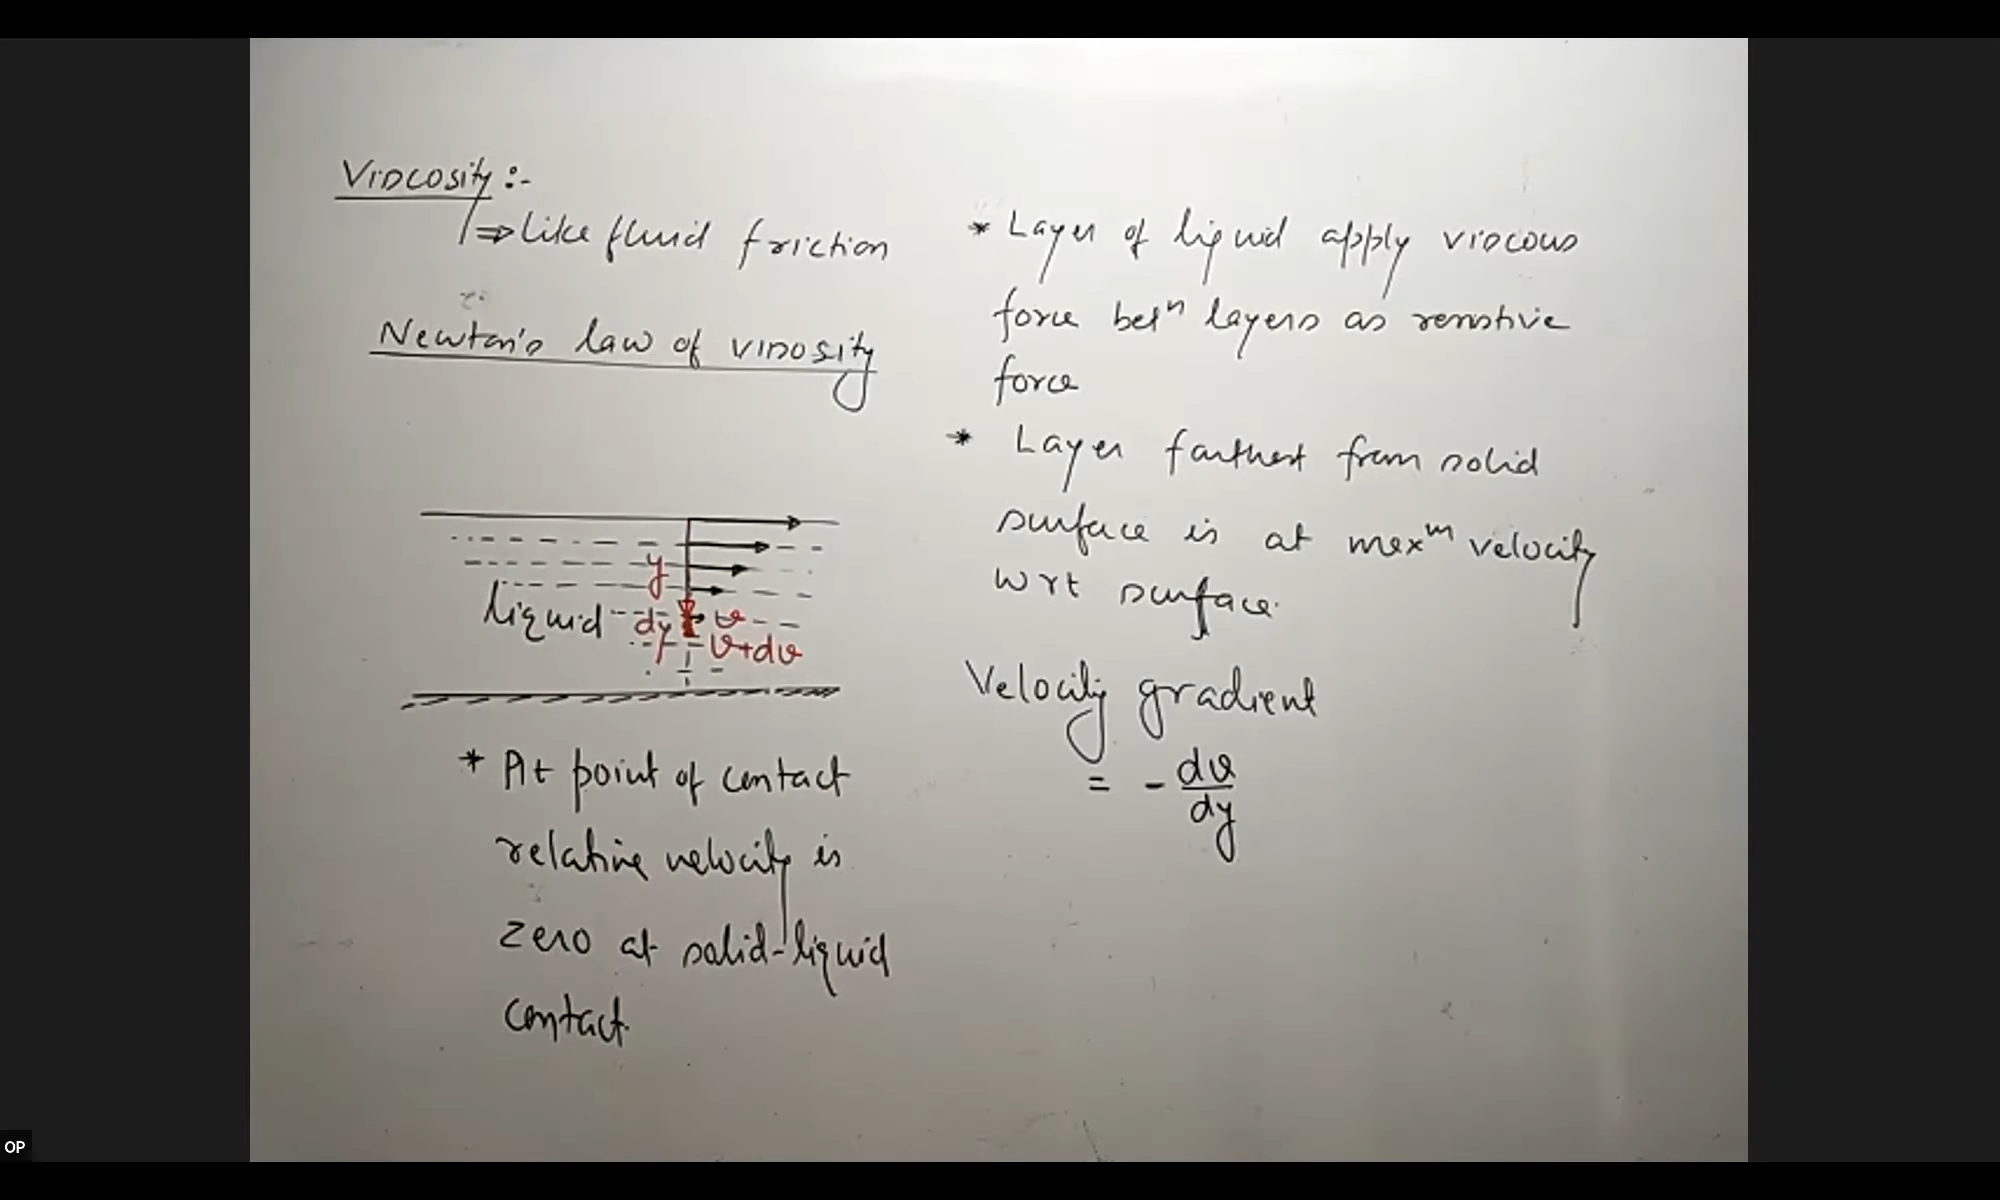 Viscosity :-
⇒ like fluid friction
Newton's law of visosity
y
liquid
dy
v
v+dv
* At point of contact
relative velocity is
zero at solid-liquid
contact.
* Layer of liquid apply viscous
force betⁿ layers as resistive
force
* Layer farthest from solid
surface is at maxᵐ velocity
wrt surface.
Velocity gradient
= - dv/dy
OP